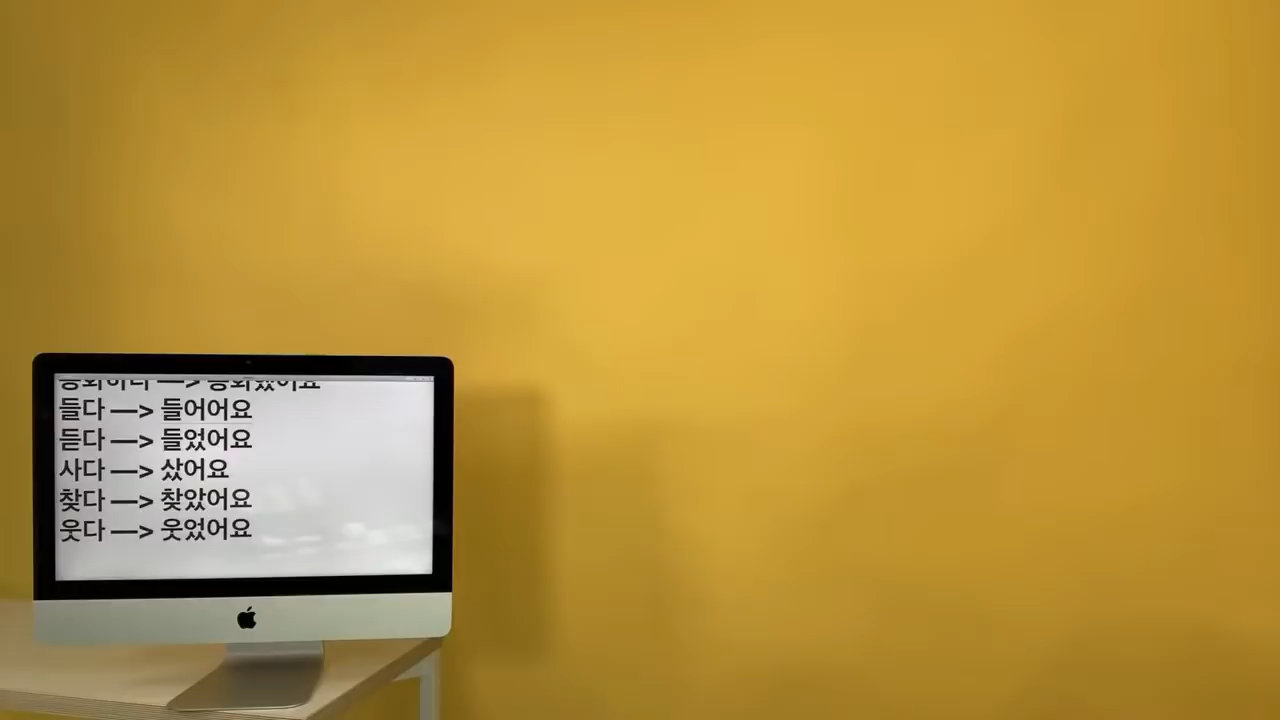 들다 —> 들어어요
듣다 —> 들었어요
사다 —> 샀어요
찾다 —> 찾았어요
웃다 —> 웃었어요